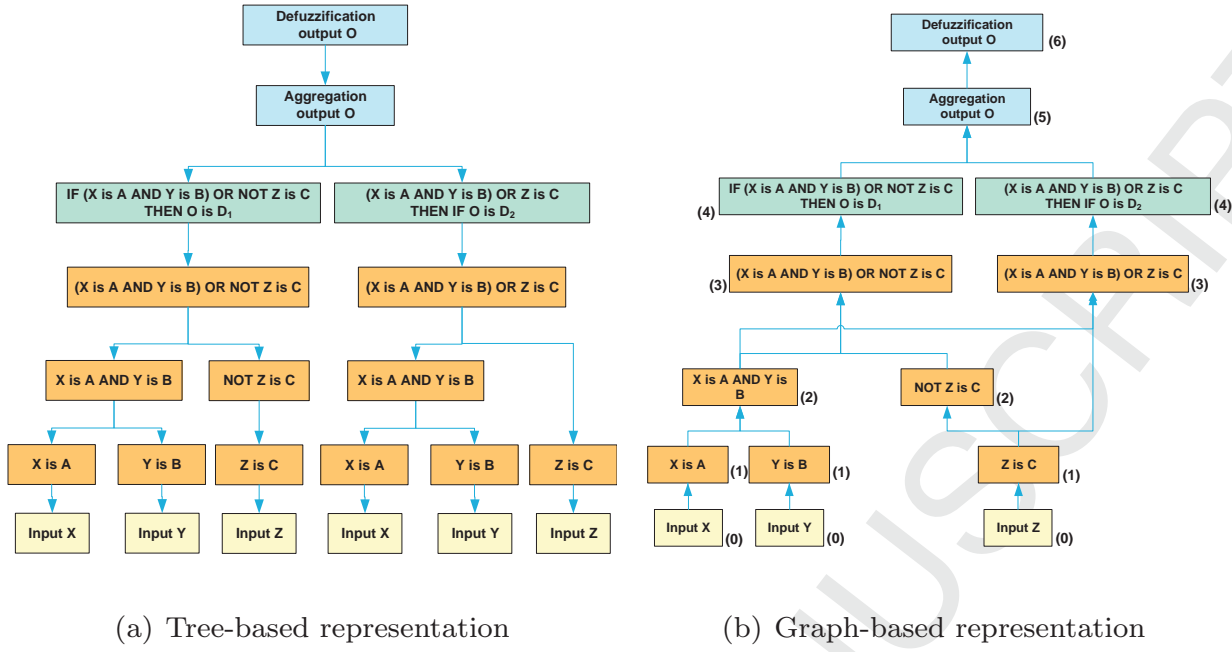 Defuzzification
output O
Aggregation
output O
IF (X is A AND Y is B) OR NOT Z is C
THEN O is D₁
(X is A AND Y is B) OR Z is C
THEN IF O is D₂
(X is A AND Y is B) OR NOT Z is C
(X is A AND Y is B) OR Z is C
X is A AND Y is B
NOT Z is C
X is A AND Y is B
X is A
Y is B
Z is C
X is A
Y is B
Z is C
Input X
Input Y
Input Z
Input X
Input Y
Input Z
(a) Tree-based representation
Defuzzification
output O
(6)
Aggregation
output O
(5)
IF (X is A AND Y is B) OR NOT Z is C
THEN O is D₁
(4)
(X is A AND Y is B) OR Z is C
THEN IF O is D₂
(4)
(3)
(X is A AND Y is B) OR NOT Z is C
(X is A AND Y is B) OR Z is C
(3)
X is A AND Y is
B
(2)
NOT Z is C
(2)
X is A
(1)
Y is B
(1)
Z is C
(1)
Input X
(0)
Input Y
(0)
Input Z
(0)
(b) Graph-based representation